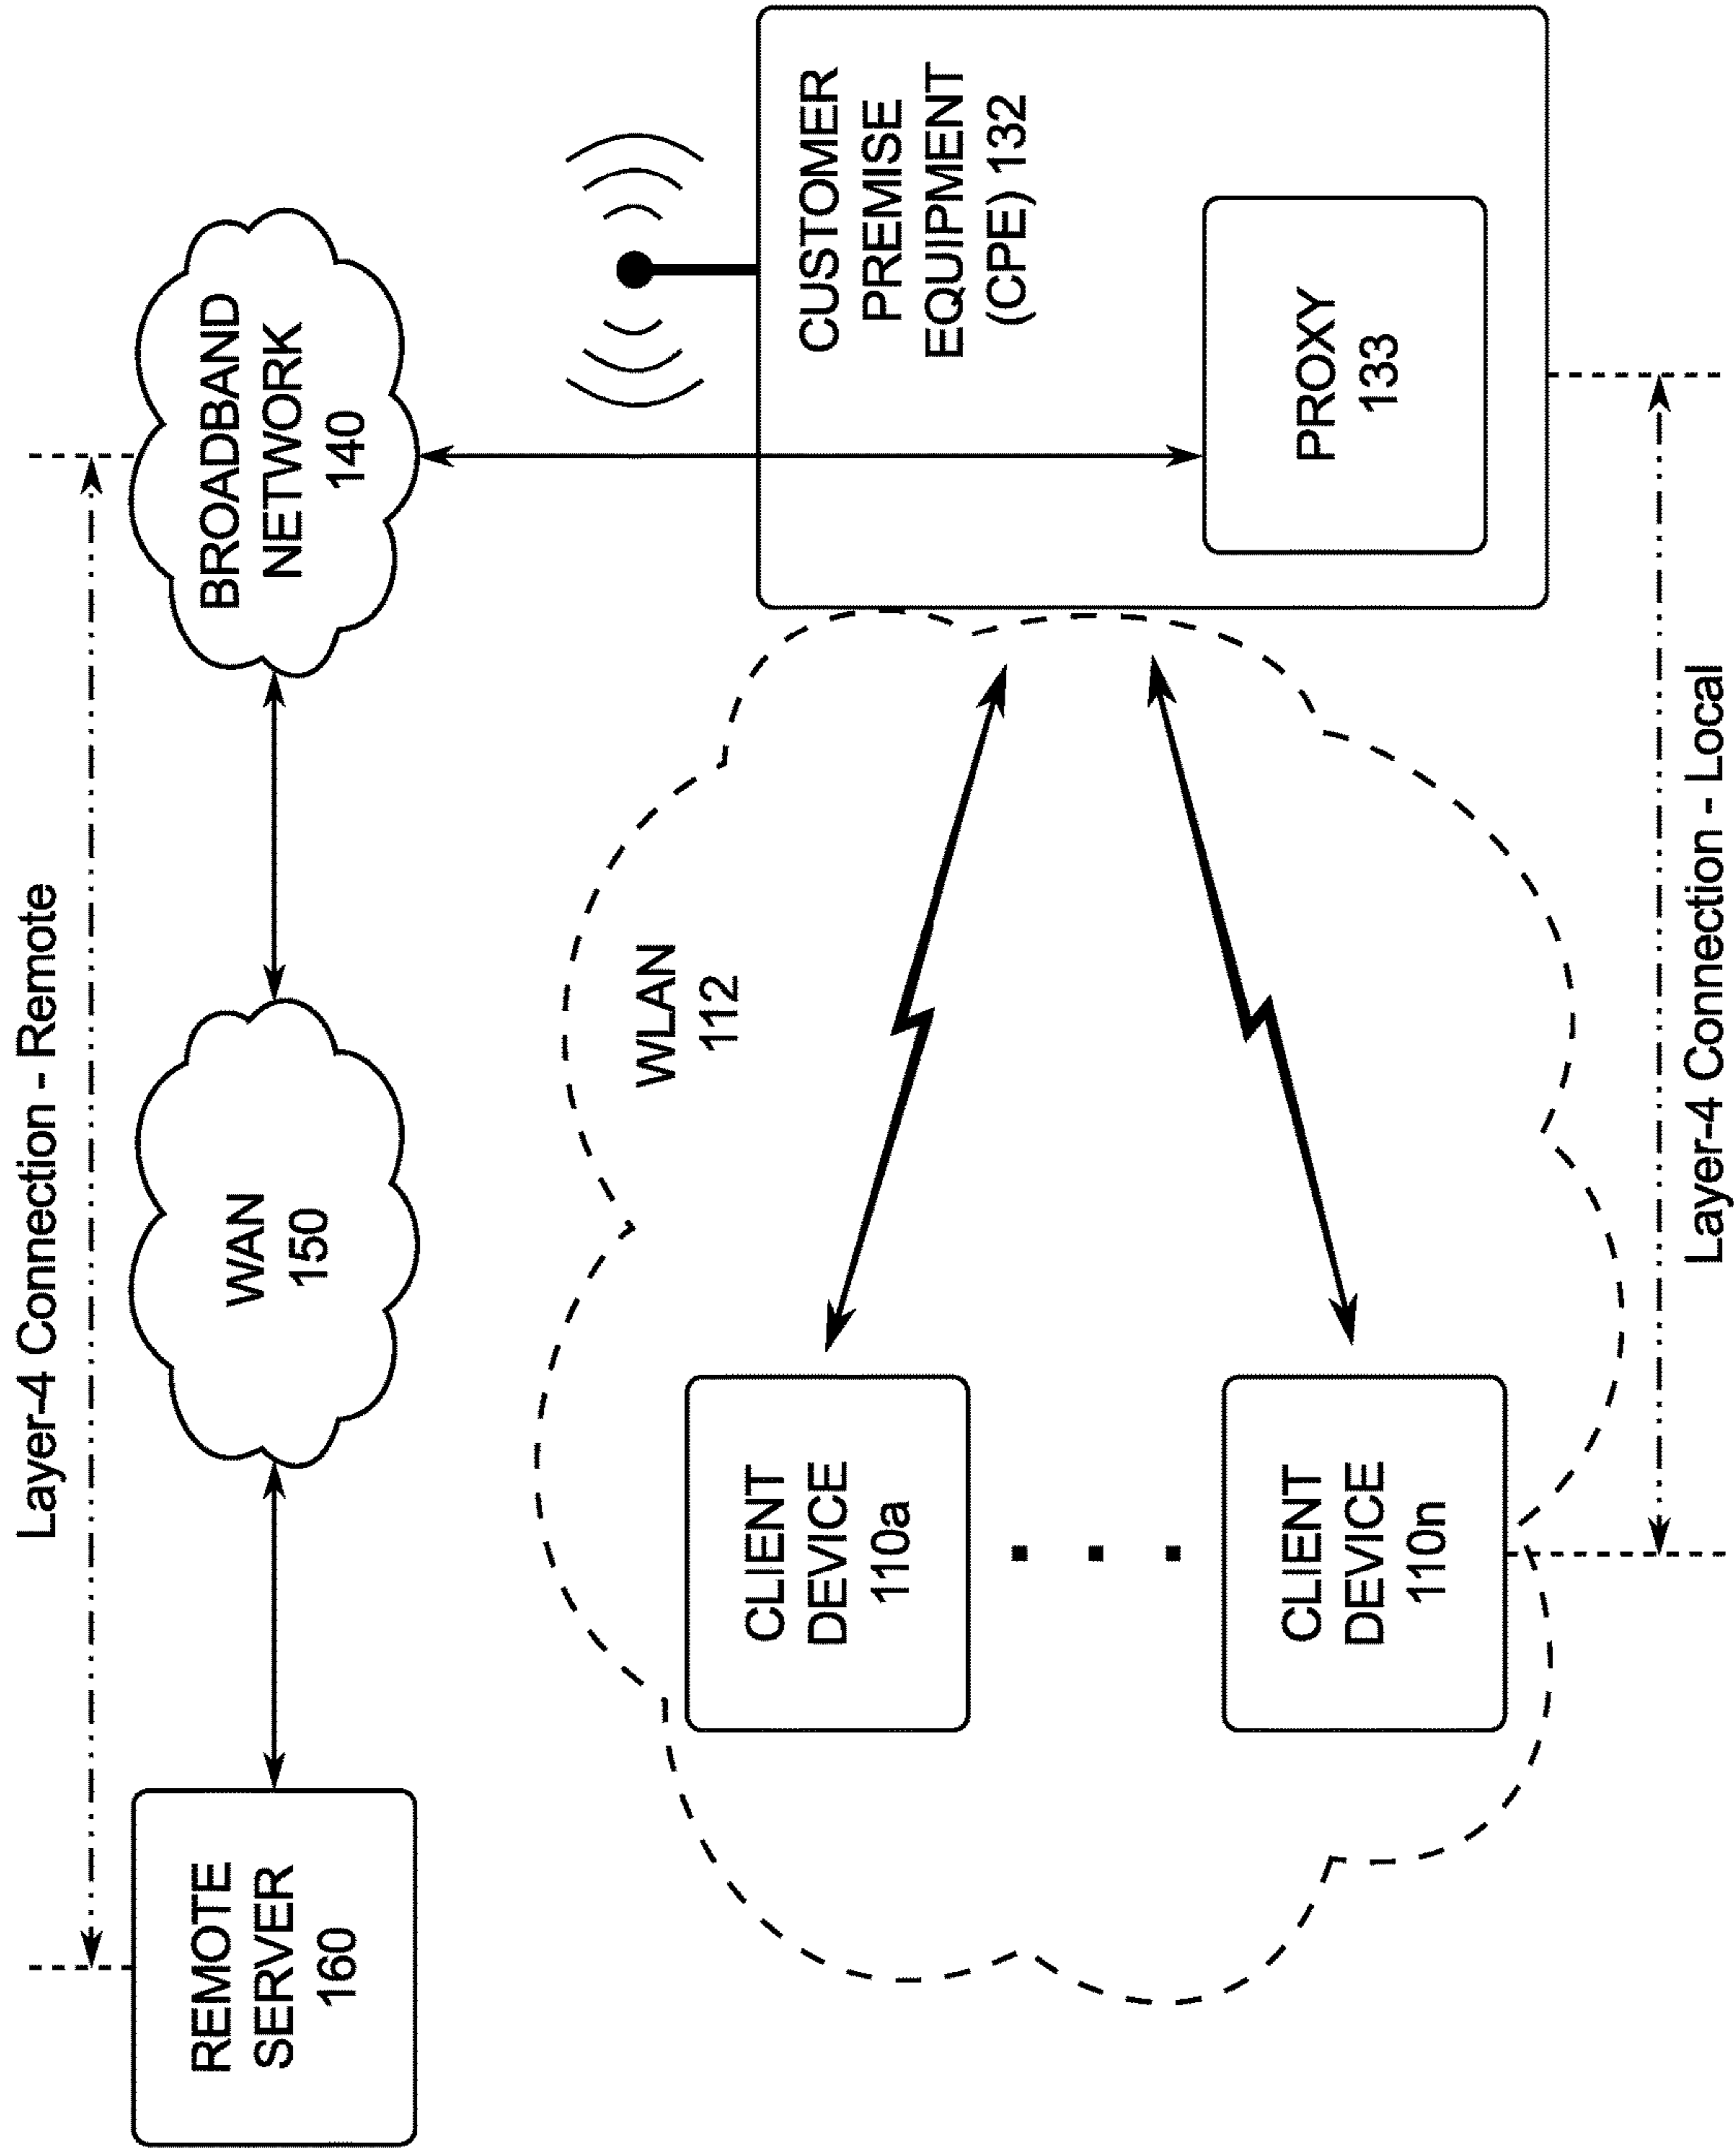 Layer-4 Connection - Remote
REMOTE
SERVER
160
WAN
150
BROADBAND
NETWORK
140
WLAN
112
CLIENT
DEVICE
110a
CLIENT
DEVICE
110n
CUSTOMER
PREMISE
EQUIPMENT
(CPE) 132
PROXY
133
Layer-4 Connection - Local